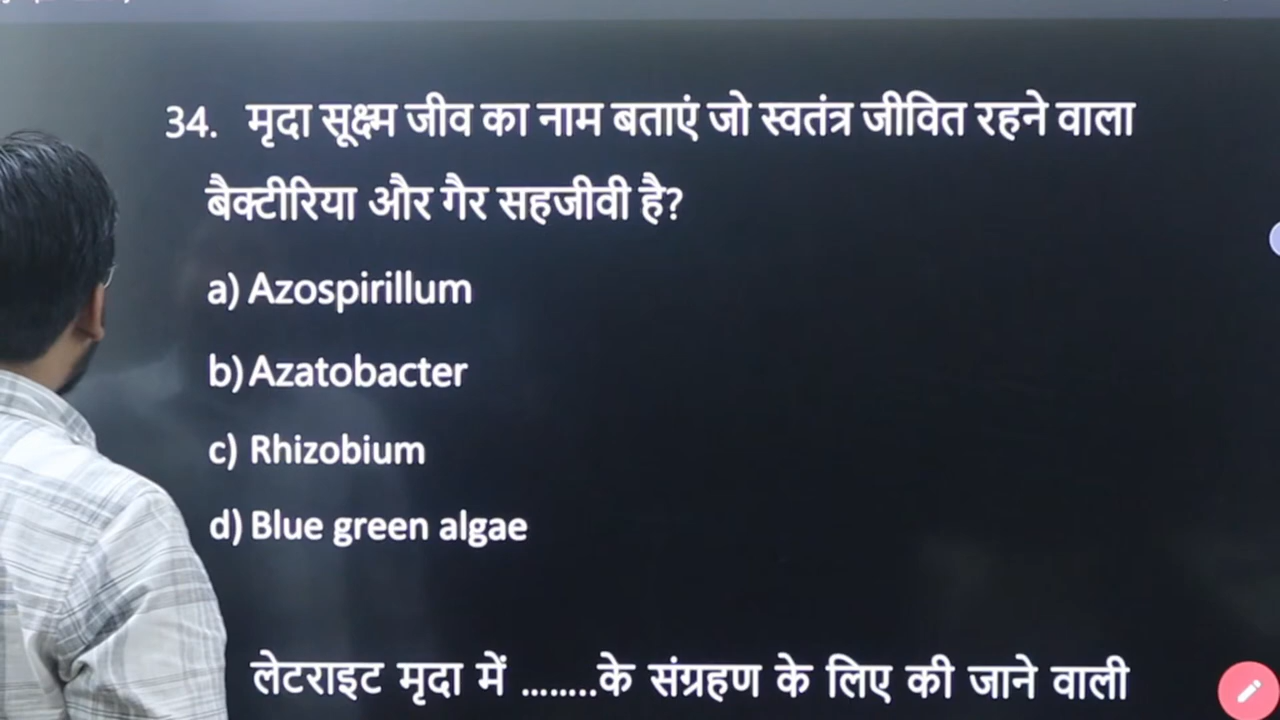 34. मृदा सूक्ष्म जीव का नाम बताएं जो स्वतंत्र जीवित रहने वाला
बैक्टीरिया और गैर सहजीवी है?
a) Azospirillum
b) Azatobacter
c) Rhizobium
d) Blue green algae
लेटराइट मृदा में ........के संग्रहण के लिए की जाने वाली